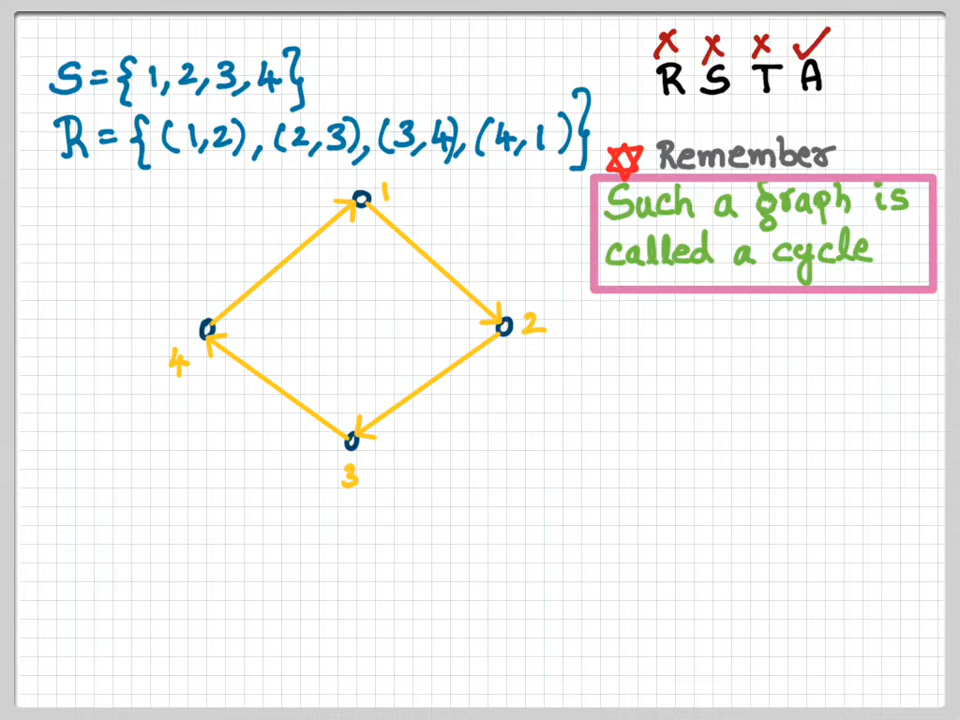 S = {1, 2, 3, 4}
R = {(1,2), (2,3), (3,4), (4,1)}
x x x ✓
R S T A
Remember
Such a graph is
called a cycle
1
2
4
3